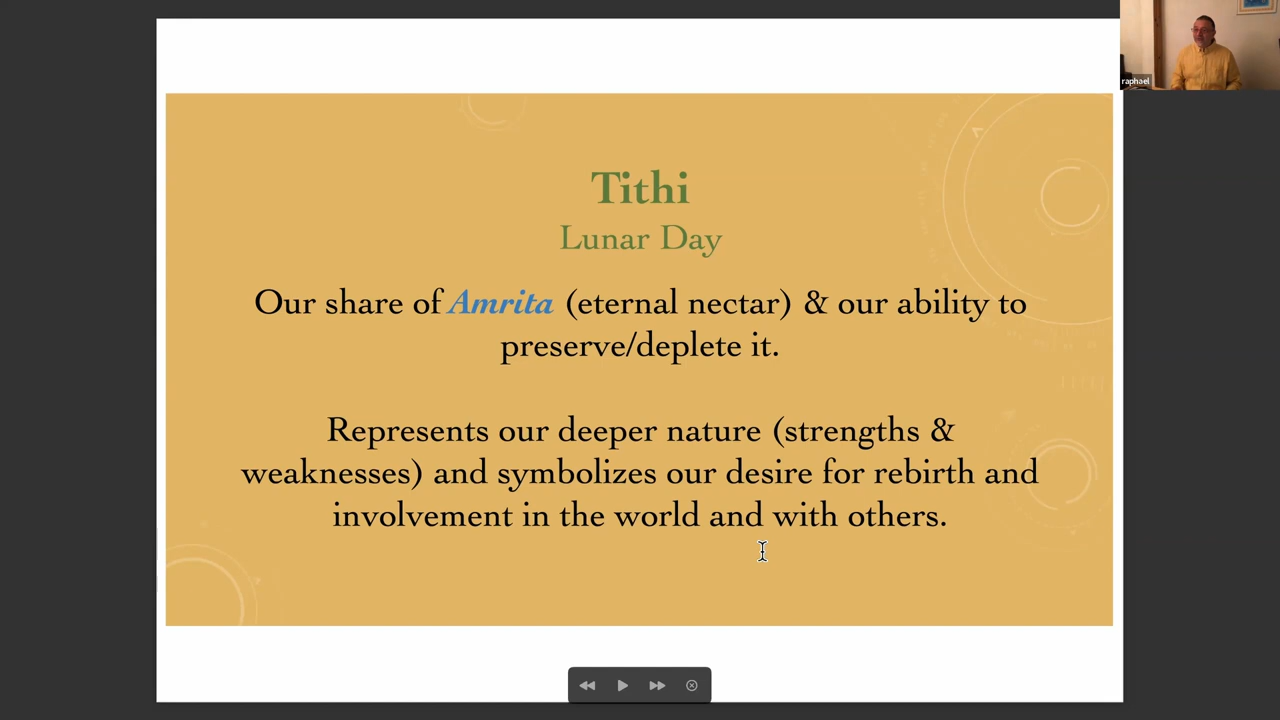 raphael
Tithi
Lunar Day
Our share of Amrita (eternal nectar) & our ability to
preserve/deplete it.
Represents our deeper nature (strengths &
weaknesses) and symbolizes our desire for rebirth and
involvement in the world and with others.